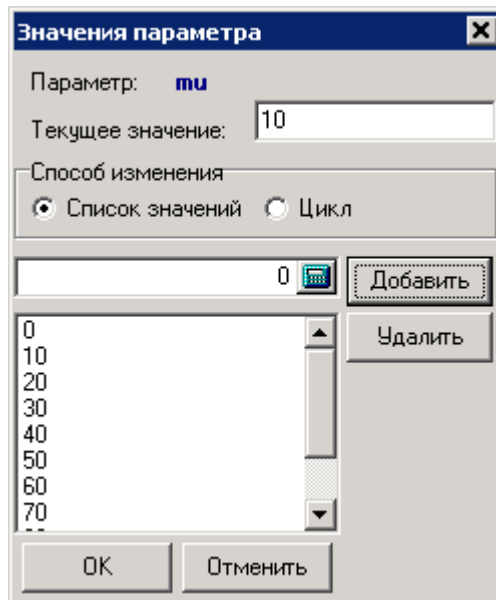 Значения параметра
Параметр: mu
Текущее значение: 10
Способ изменения
Список значений Цикл
0 Добавить
0 Удалить
10
20
30
40
50
60
70
OK Отменить